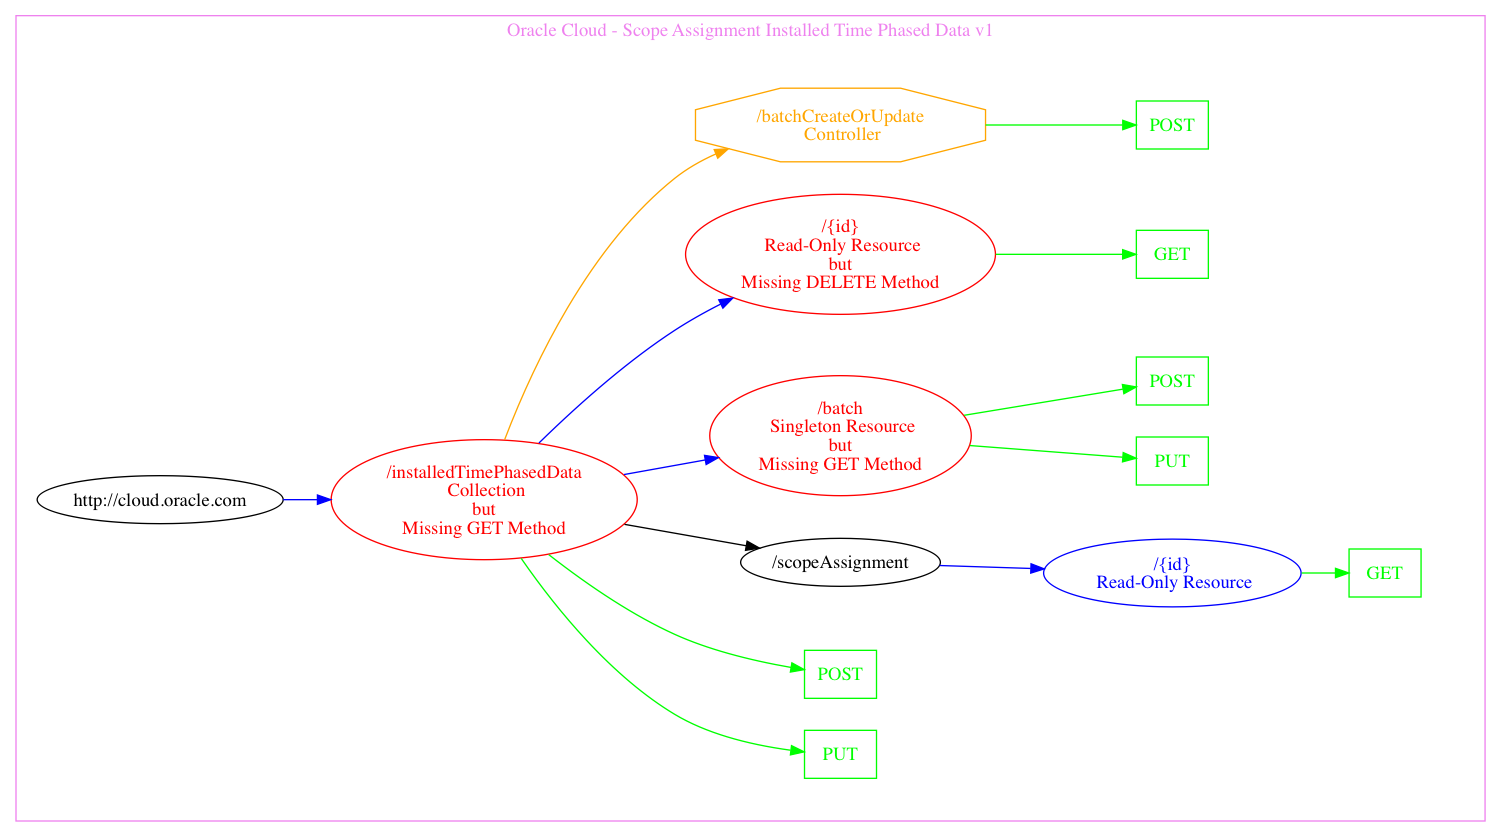 Oracle Cloud - Scope Assignment Installed Time Phased Data v1
/batchCreateOrUpdate
Controller
POST
/{id}
Read-Only Resource
but
Missing DELETE Method
GET
/batch
Singleton Resource
but
Missing GET Method
POST
PUT
http://cloud.oracle.com
/installedTimePhasedData
Collection
but
Missing GET Method
/scopeAssignment
/{id}
Read-Only Resource
GET
POST
PUT